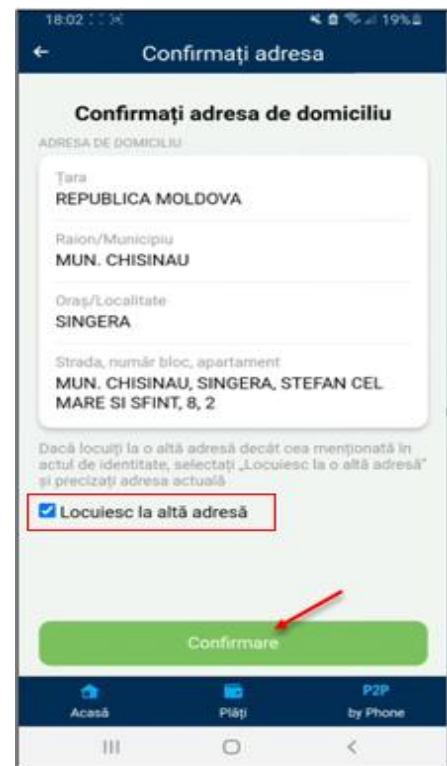 18:02
19%
Confirmați adresa
Confirmați adresa de domiciliu
ADRESA DE DOMICILIU
Țara
REPUBLICA MOLDOVA
Raion/Municipiu
MUN. CHISINAU
Oraș/Localitate
SINGERA
Strada, număr bloc, apartament
MUN. CHISINAU, SINGERA, STEFAN CEL
MARE SI SFINT, 8, 2
Dacă locuiți la o altă adresă decât cea menționată în
actul de identitate, selectați „Locuiesc la o altă adresă”
și precizați adresa actuală
Locuiesc la altă adresă
Confirmare
Acasă
Plăți
P2P
by Phone